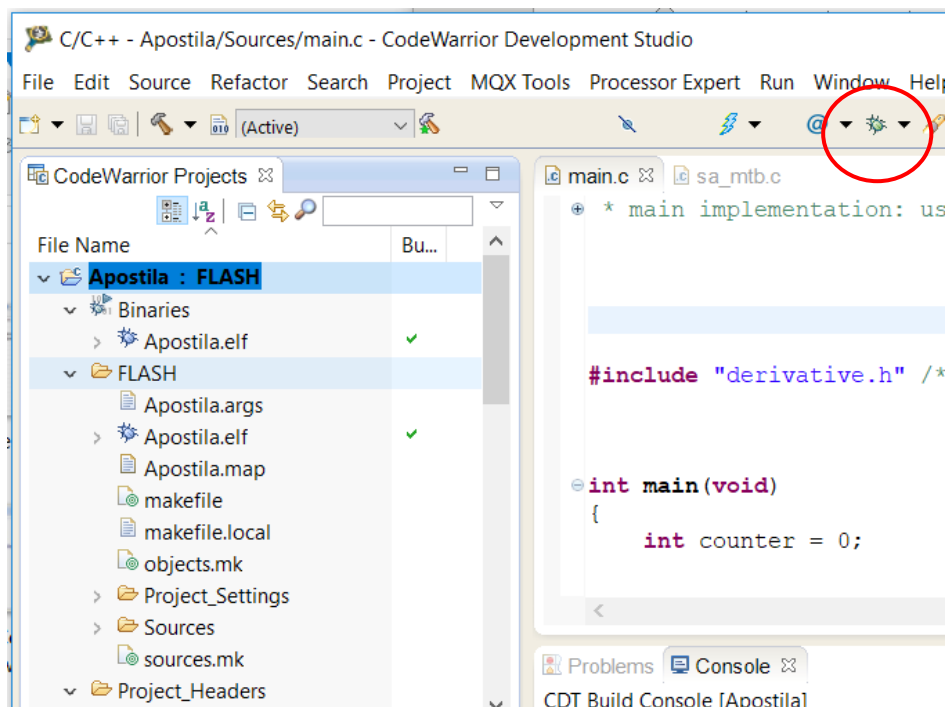 C/C++ - Apostila/Sources/main.c - CodeWarrior Development Studio
File Edit Source Refactor Search Project MQX Tools Processor Expert Run Window Help
010 (Active)
CodeWarrior Projects
File Name Bu...
Apostila : FLASH
Binaries
Apostila.elf
FLASH
Apostila.args
Apostila.elf
Apostila.map
makefile
makefile.local
objects.mk
Project_Settings
Sources
sources.mk
Project_Headers
main.c sa_mtb.c
* main implementation: us
#include "derivative.h" /*
int main(void)
{
int counter = 0;
Problems Console
CDT Build Console [Apostila]